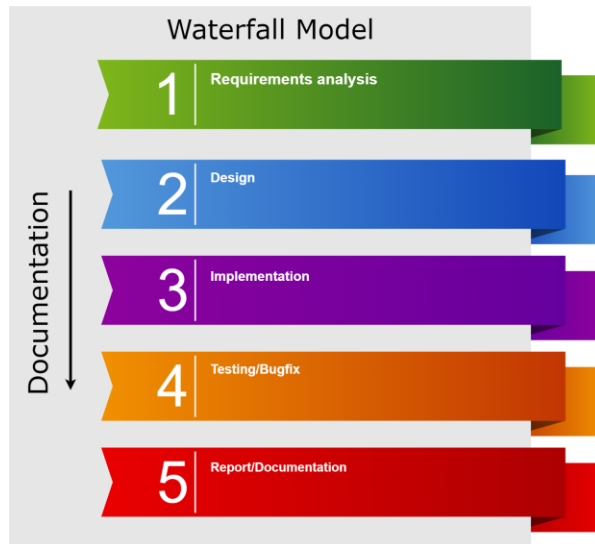 Waterfall Model
1
Requirements analysis
2
Design
3
Implementation
4
Testing/Bugfix
5
Report/Documentation
Documentation